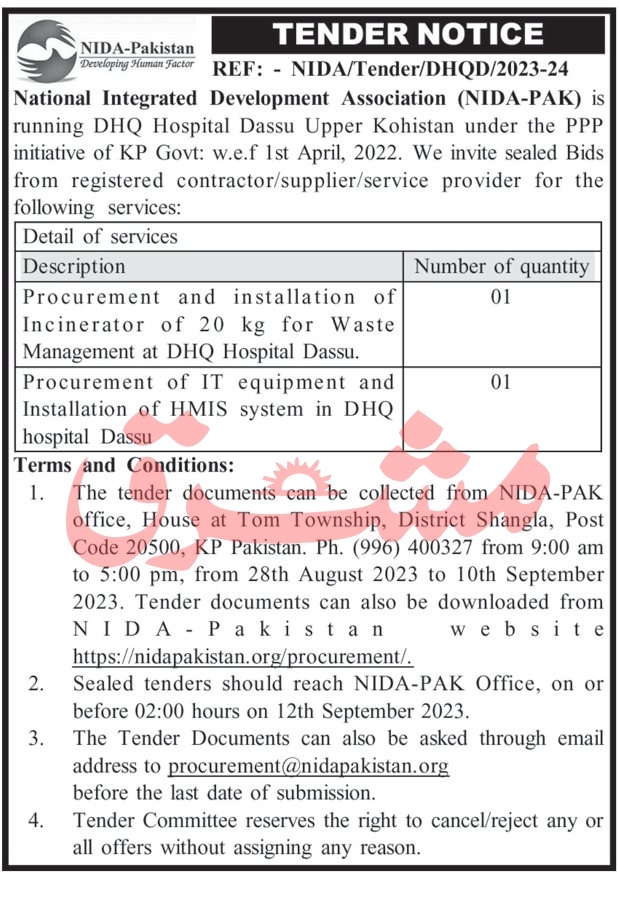 TENDER NOTICE
NIDA-Pakistan
Developing Human Factor
REF: - NIDA/Tender/DHQD/2023-24
National Integrated Development Association (NIDA-PAK) is
running DHQ Hospital Dassu Upper Kohistan under the PPP
initiative of KP Govt: w.e.f 1st April, 2022. We invite sealed Bids
from registered contractor/supplier/service provider for the
following services:
Detail of services
Description Number of quantity
Procurement and installation of 01
Incinerator of 20 kg for Waste
Management at DHQ Hospital Dassu.
Procurement of IT equipment and 01
Installation of HMIS system in DHQ
hospital Dassu
مشرق
Terms and Conditions:
1. The tender documents can be collected from NIDA-PAK
office, House at Tom Township, District Shangla, Post
Code 20500, KP Pakistan. Ph. (996) 400327 from 9:00 am
to 5:00 pm, from 28th August 2023 to 10th September
2023. Tender documents can also be downloaded from
NIDA-Pakistan website
https://nidapakistan.org/procurement/.
2. Sealed tenders should reach NIDA-PAK Office, on or
before 02:00 hours on 12th September 2023.
3. The Tender Documents can also be asked through email
address to procurement@nidapakistan.org
before the last date of submission.
4. Tender Committee reserves the right to cancel/reject any or
all offers without assigning any reason.